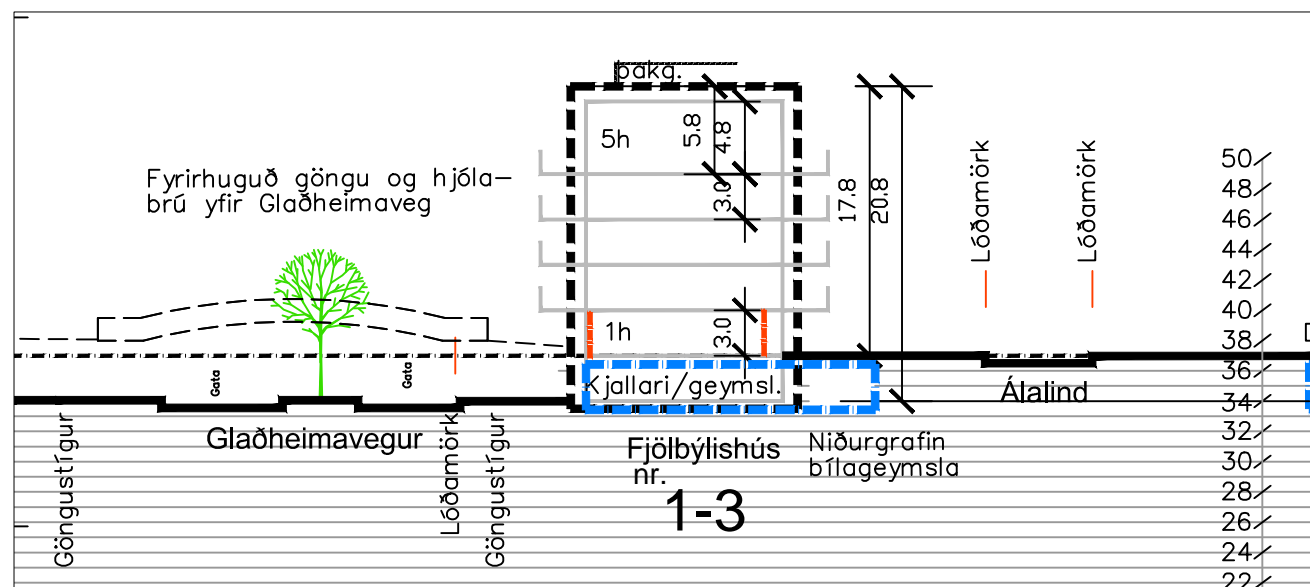 þakg.
5h
5.8
4.8
3.0
17.8
20.8
Fyrirhuguð göngu og hjóla–
brú yfir Glaðheimaveg
Lóðamörk
Lóðamörk
50
48
46
44
42
40
38
36
34
32
30
28
26
24
22
1h
3.0
Gata
Gata
Kjallari/geymsl.
Álalind
Göngustígur
Glaðheimavegur
Lóðamörk
Göngustígur
Fjölbýlishús
nr.
1-3
Niðurgrafin
bílageymsla